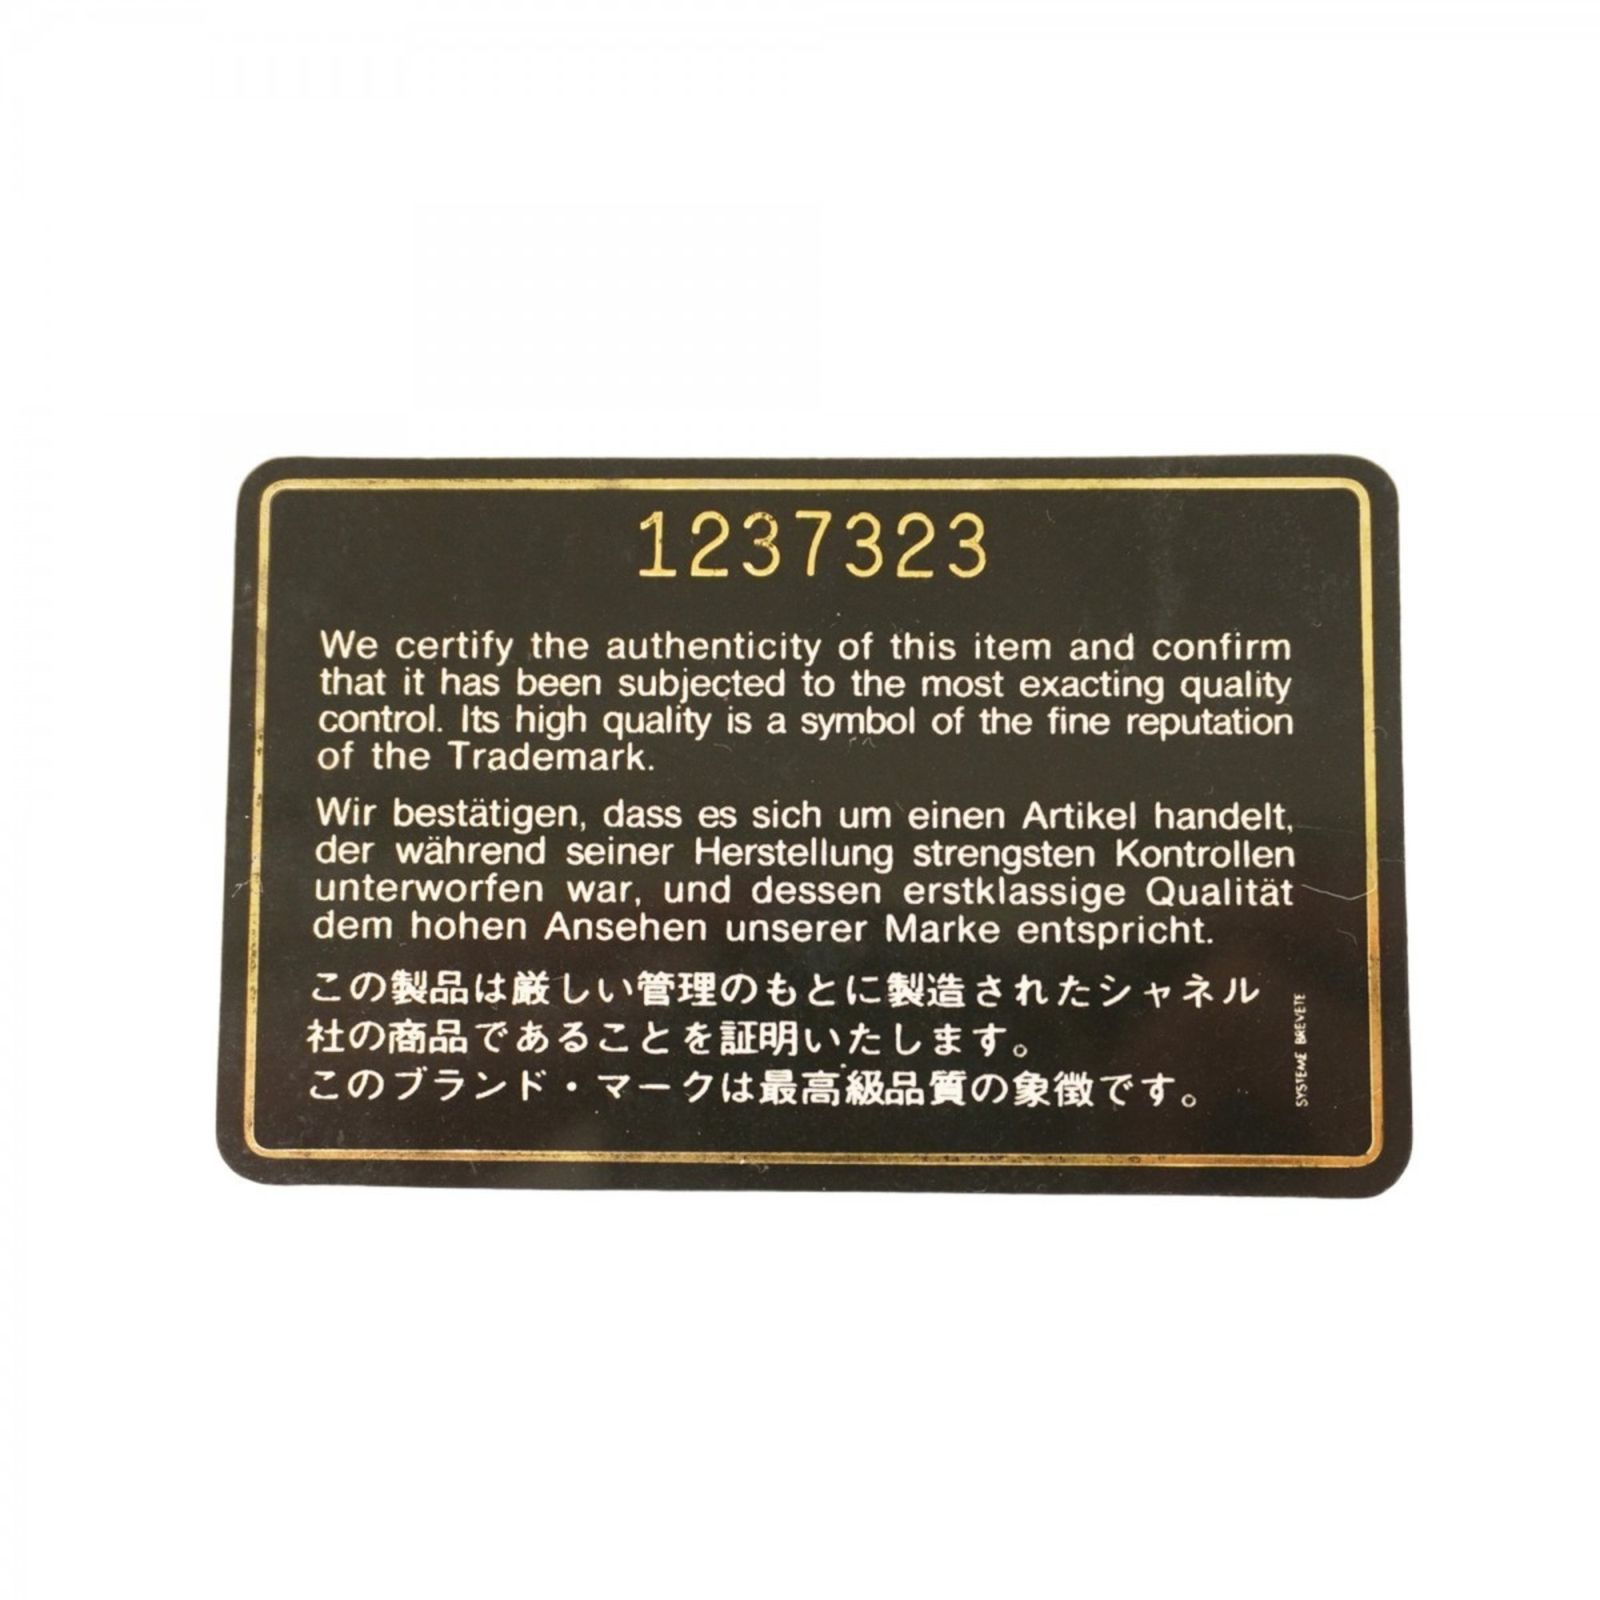 1237323
We certify the authenticity of this item and confirm
that it has been subjected to the most exacting quality
control. Its high quality is a symbol of the fine reputation
of the Trademark.
Wir bestätigen, dass es sich um einen Artikel handelt,
der während seiner Herstellung strengsten Kontrollen
unterworfen war, und dessen erstklassige Qualität
dem hohen Ansehen unserer Marke entspricht.
この製品は厳しい管理のもとに製造されたシャネル
社の商品であることを証明いたします。
このブランド・マークは最高級品質の象徴です。
SYSTEME BREVETE